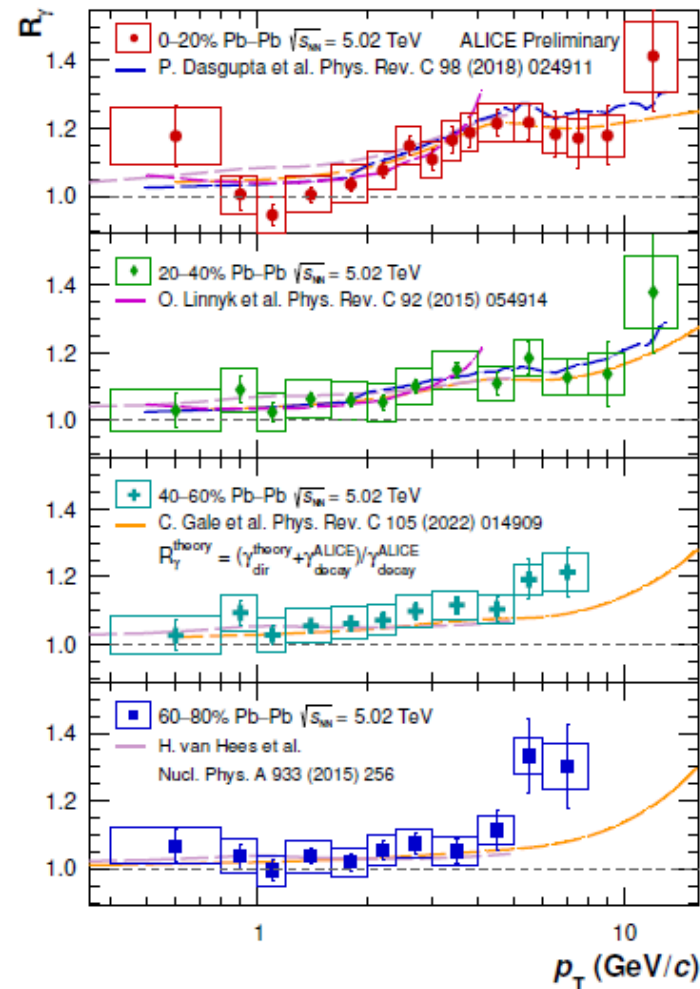 R_γ
0–20% Pb–Pb √s_NN = 5.02 TeV ALICE Preliminary
P. Dasgupta et al. Phys. Rev. C 98 (2018) 024911
1.4
1.2
1.0
20–40% Pb–Pb √s_NN = 5.02 TeV
O. Linnyk et al. Phys. Rev. C 92 (2015) 054914
1.4
1.2
1.0
40–60% Pb–Pb √s_NN = 5.02 TeV
C. Gale et al. Phys. Rev. C 105 (2022) 014909
R_γ^theory = (γ_dir^theory+γ_decay^ALICE)/γ_decay^ALICE
1.4
1.2
1.0
60–80% Pb–Pb √s_NN = 5.02 TeV
H. van Hees et al.
Nucl. Phys. A 933 (2015) 256
1.4
1.2
1.0
1 10
p_T (GeV/c)